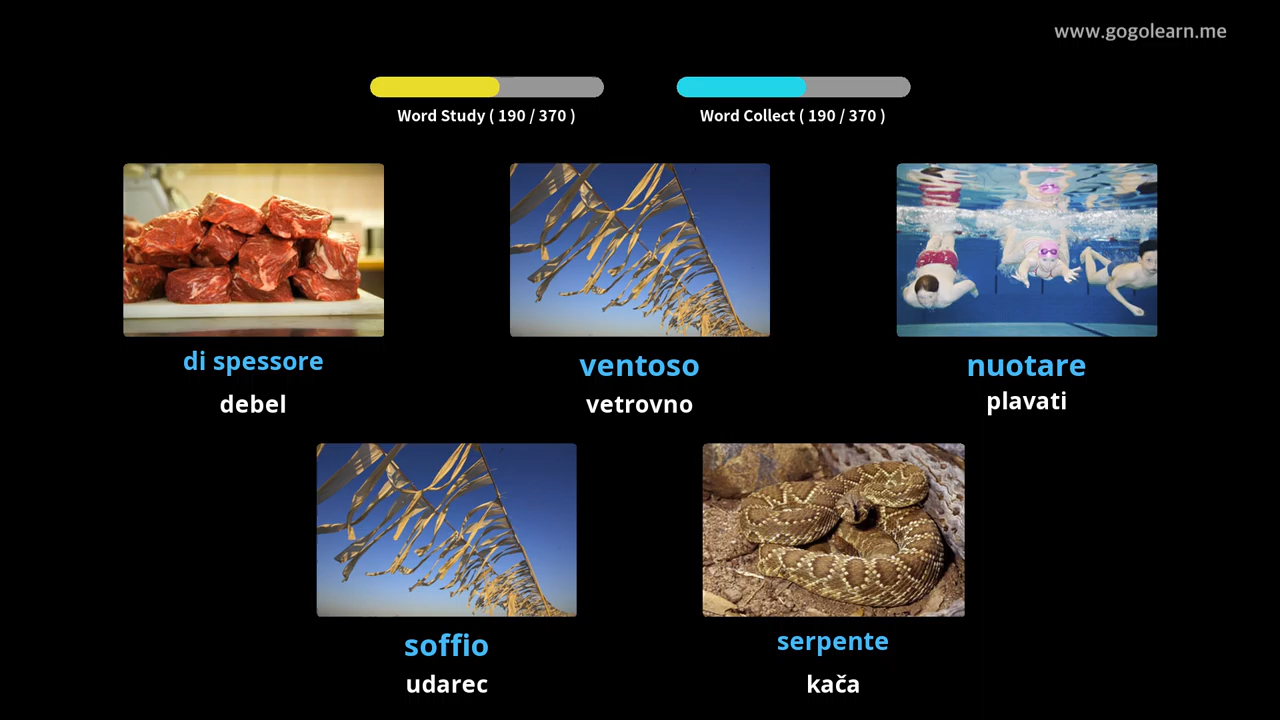 www.gogolearn.me
Word Study ( 190 / 370 )
Word Collect ( 190 / 370 )
di spessore
debel
ventoso
vetrovno
nuotare
plavati
soffio
udarec
serpente
kača